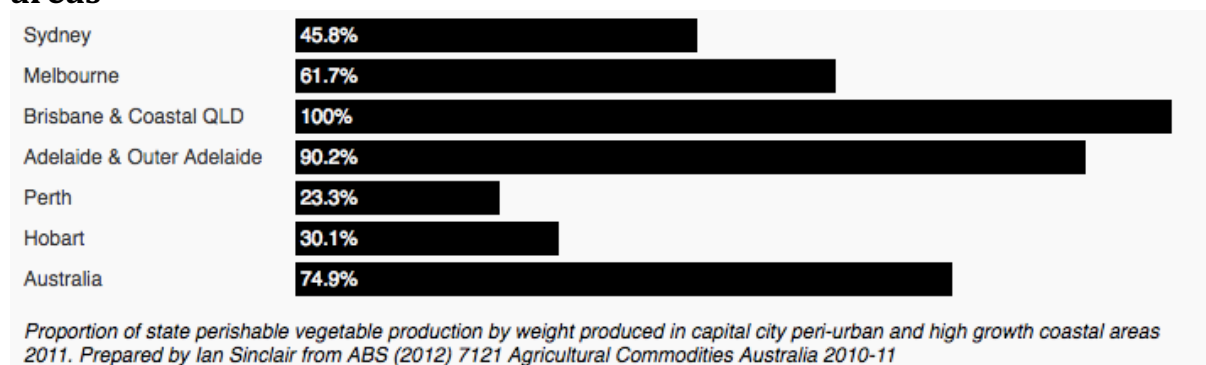 areas
Sydney 45.8%
Melbourne 61.7%
Brisbane & Coastal QLD 100%
Adelaide & Outer Adelaide 90.2%
Perth 23.3%
Hobart 30.1%
Australia 74.9%
Proportion of state perishable vegetable production by weight produced in capital city peri-urban and high growth coastal areas
2011. Prepared by Ian Sinclair from ABS (2012) 7121 Agricultural Commodities Australia 2010-11